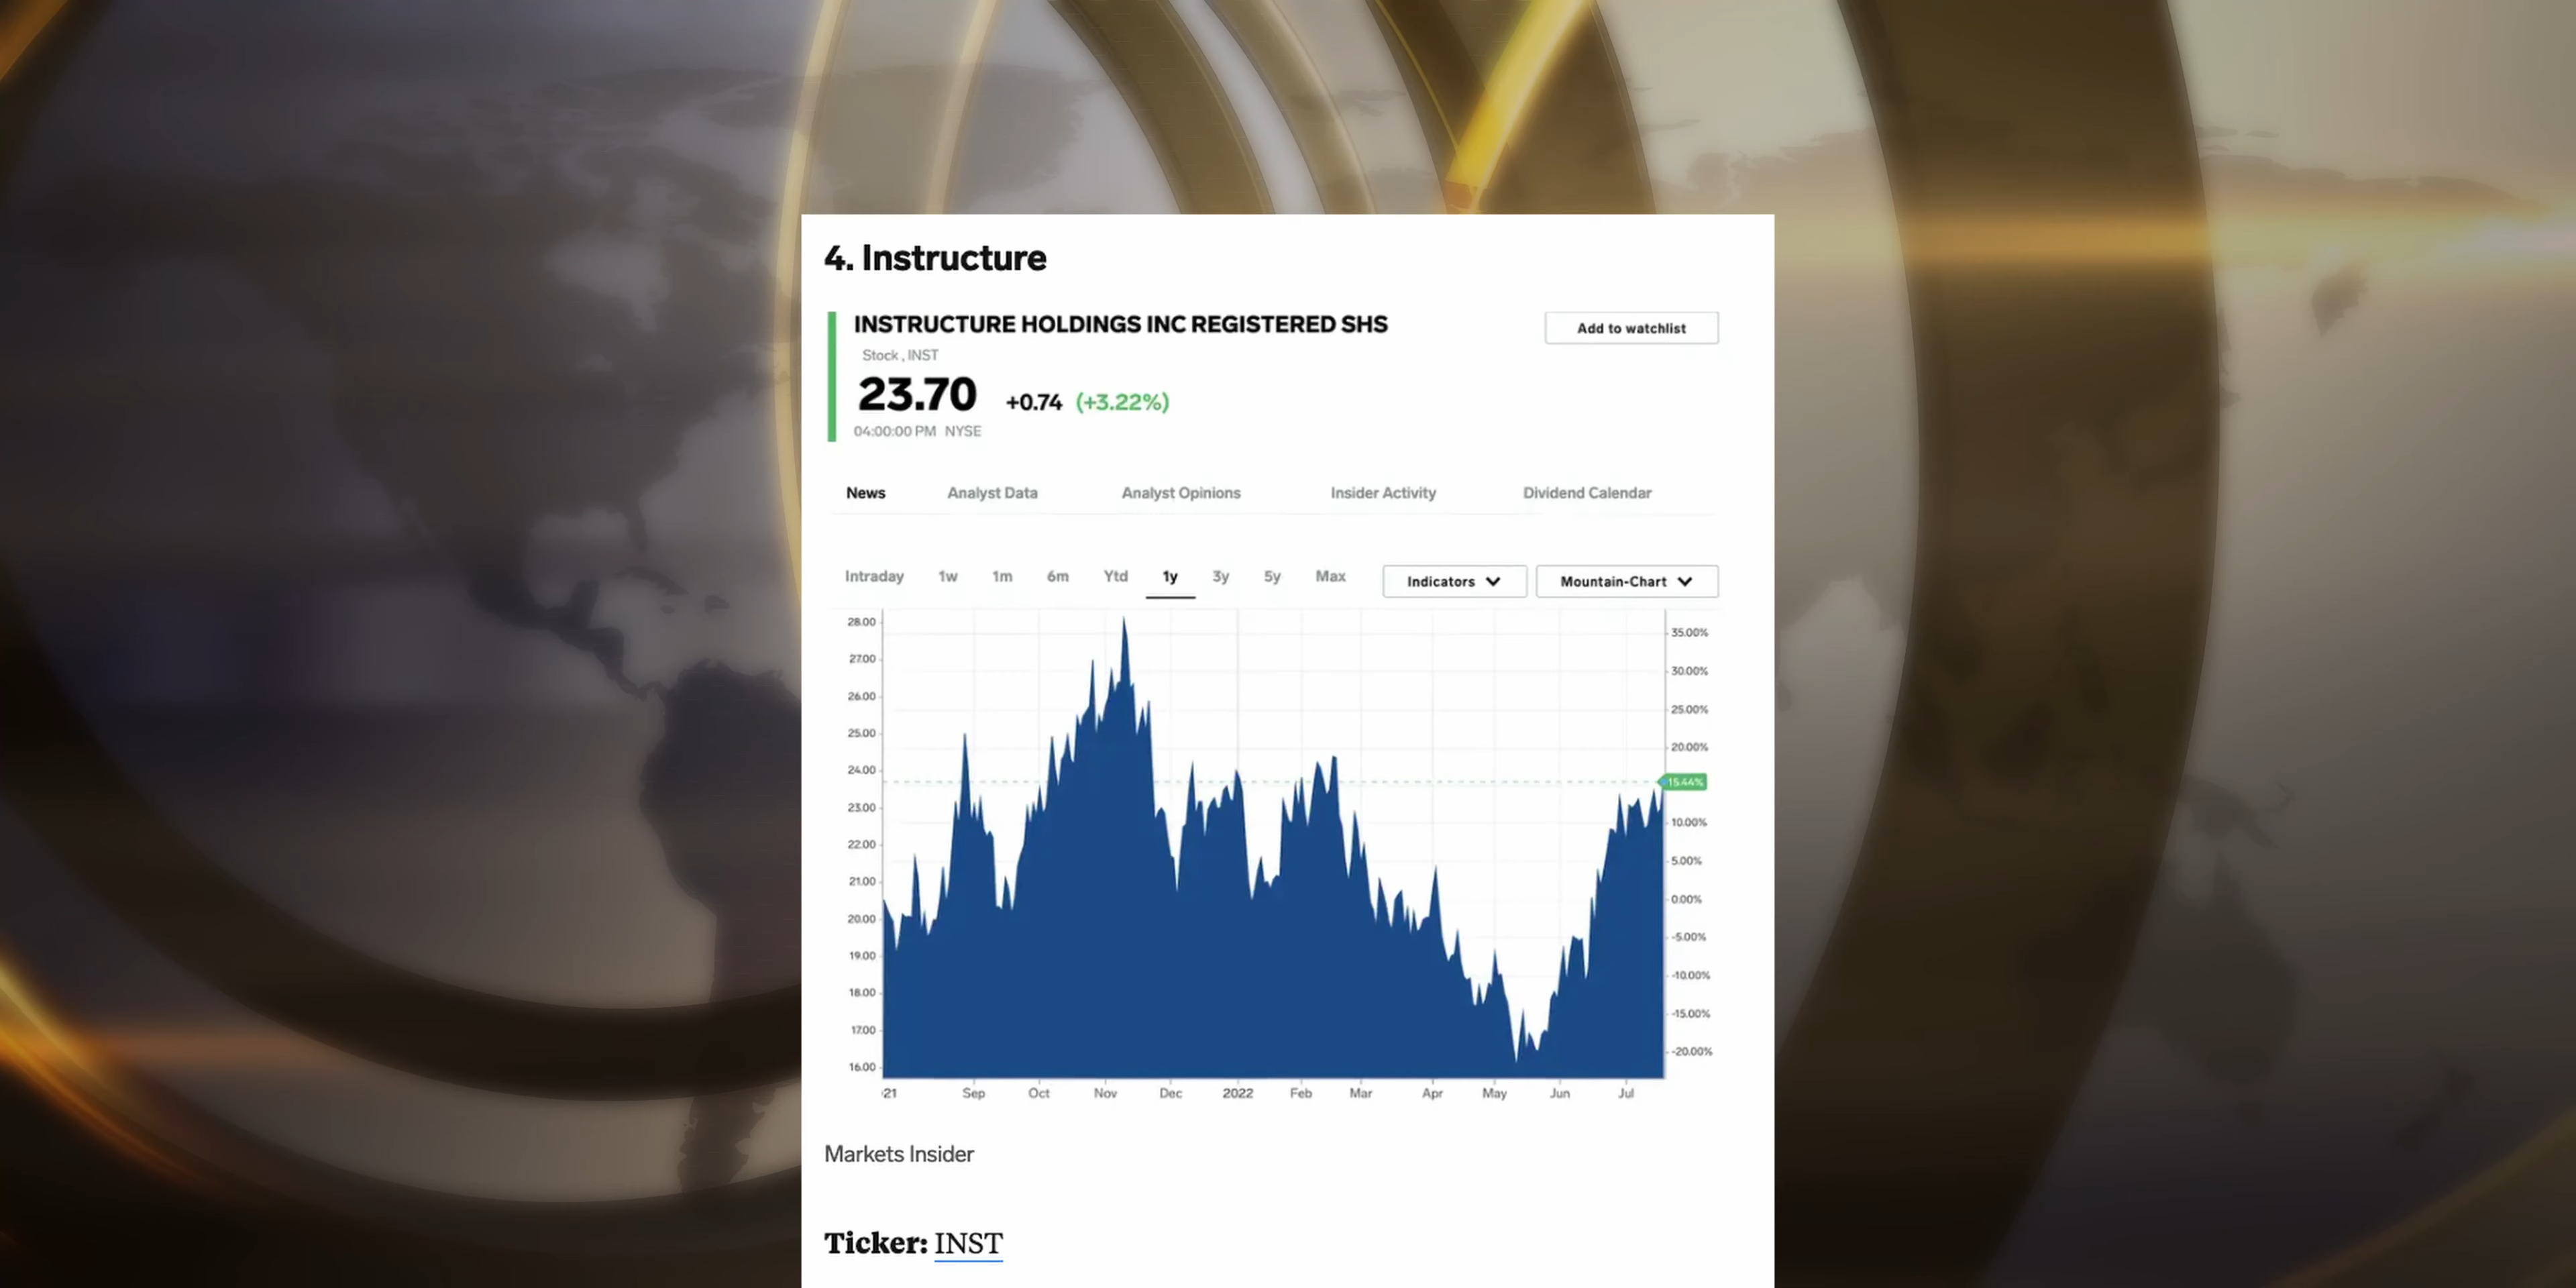 4. Instructure
INSTRUCTURE HOLDINGS INC REGISTERED SHS
Add to watchlist
Stock , INST
23.70 +0.74 (+3.22%)
04:00:00 PM NYSE
News Analyst Data Analyst Opinions Insider Activity Dividend Calendar
Intraday 1w 1m 6m Ytd 1y 3y 5y Max Indicators Mountain-Chart
28.00
27.00
26.00
25.00
24.00
23.00
22.00
21.00
20.00
19.00
18.00
17.00
16.00
35.00%
30.00%
25.00%
20.00%
15.44%
10.00%
5.00%
0.00%
-5.00%
-10.00%
-15.00%
-20.00%
21 Sep Oct Nov Dec 2022 Feb Mar Apr May Jun Jul
Markets Insider
Ticker: INST